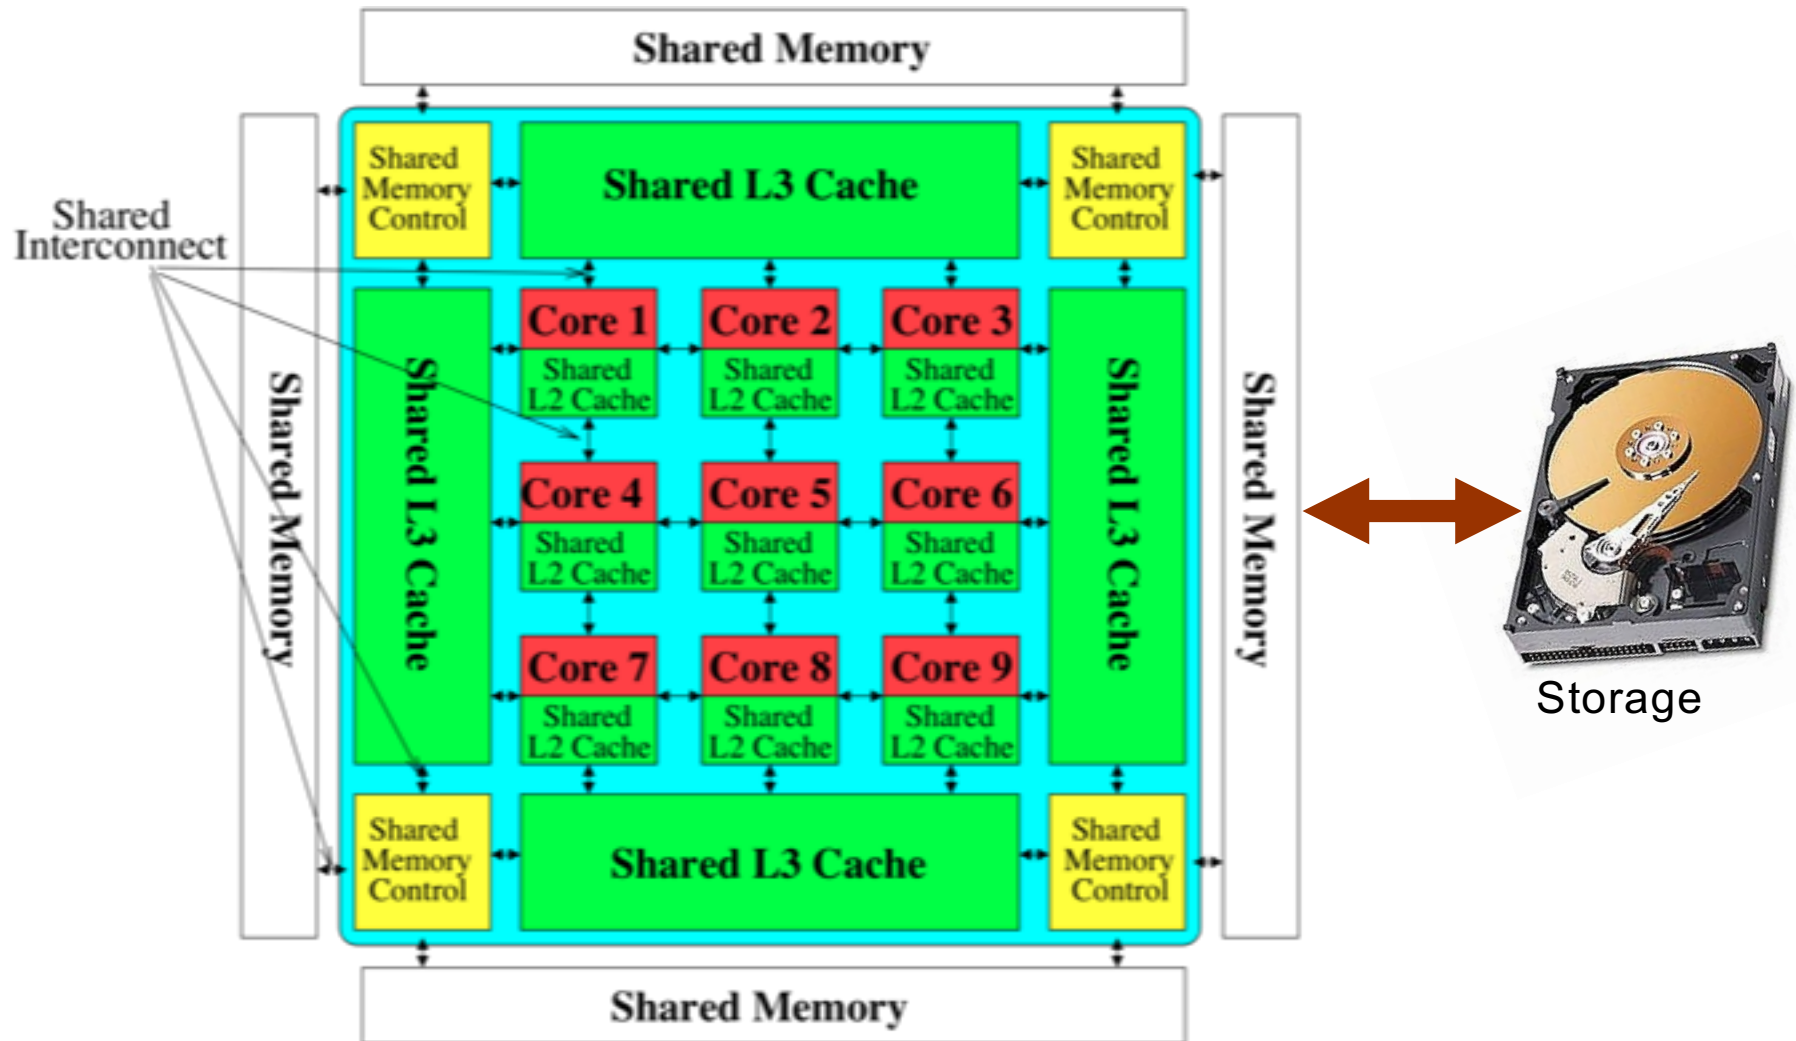 Shared Memory
Shared
Memory
Control
Shared L3 Cache
Shared
Memory
Control
Shared
Interconnect
Shared Memory
Shared L3 Cache
Core 1
Shared
L2 Cache
Core 2
Shared
L2 Cache
Core 3
Shared
L2 Cache
Core 4
Shared
L2 Cache
Core 5
Shared
L2 Cache
Core 6
Shared
L2 Cache
Core 7
Shared
L2 Cache
Core 8
Shared
L2 Cache
Core 9
Shared
L2 Cache
Shared L3 Cache
Shared Memory
Storage
Shared
Memory
Control
Shared L3 Cache
Shared
Memory
Control
Shared Memory